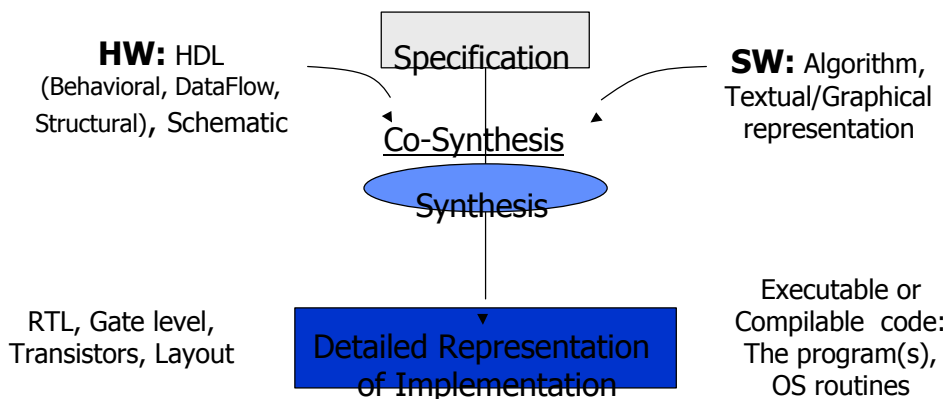 HW: HDL
(Behavioral, DataFlow,
Structural), Schematic
Specification
SW: Algorithm,
Textual/Graphical
representation
Co-Synthesis
Synthesis
RTL, Gate level,
Transistors, Layout
Detailed Representation
of Implementation
Executable or
Compilable code:
The program(s),
OS routines